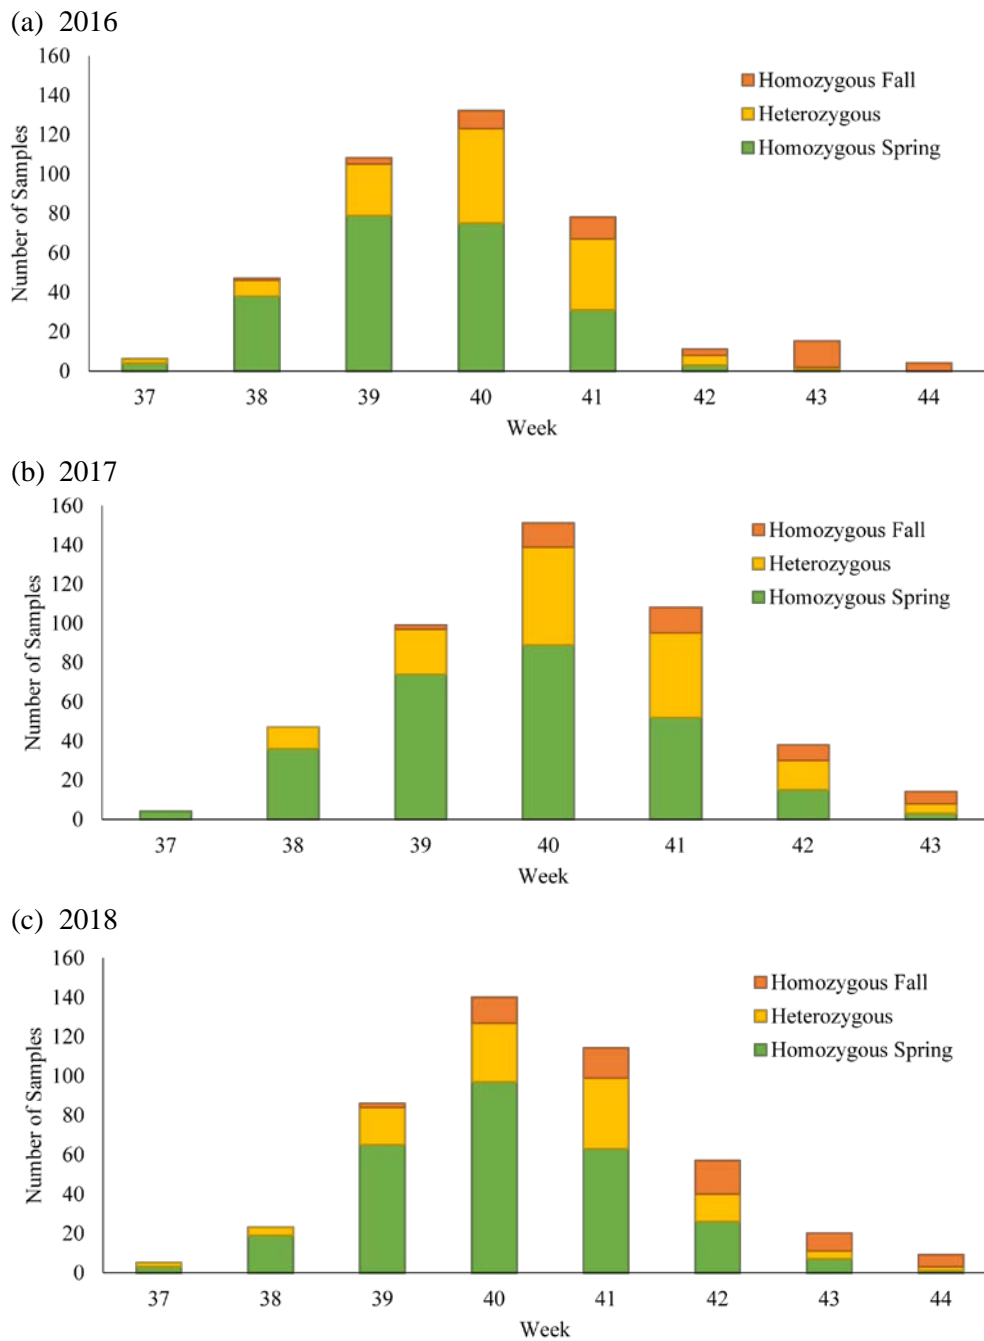 (a) 2016
160
140
120
100
80
60
40
20
0
Number of Samples
Homozygous Fall
Heterozygous
Homozygous Spring
37 38 39 40 41 42 43 44
Week
(b) 2017
160
140
120
100
80
60
40
20
0
Number of Samples
Homozygous Fall
Heterozygous
Homozygous Spring
37 38 39 40 41 42 43
Week
(c) 2018
160
140
120
100
80
60
40
20
0
Number of Samples
Homozygous Fall
Heterozygous
Homozygous Spring
37 38 39 40 41 42 43 44
Week